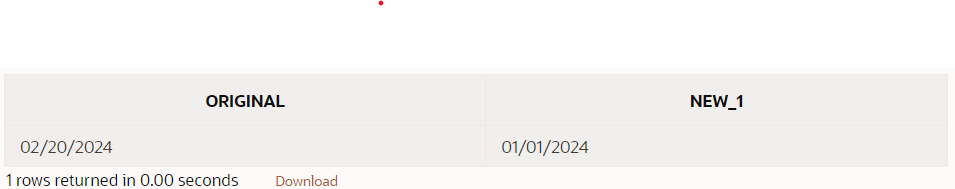 ORIGINAL NEW_1
02/20/2024 01/01/2024
1 rows returned in 0.00 seconds Download